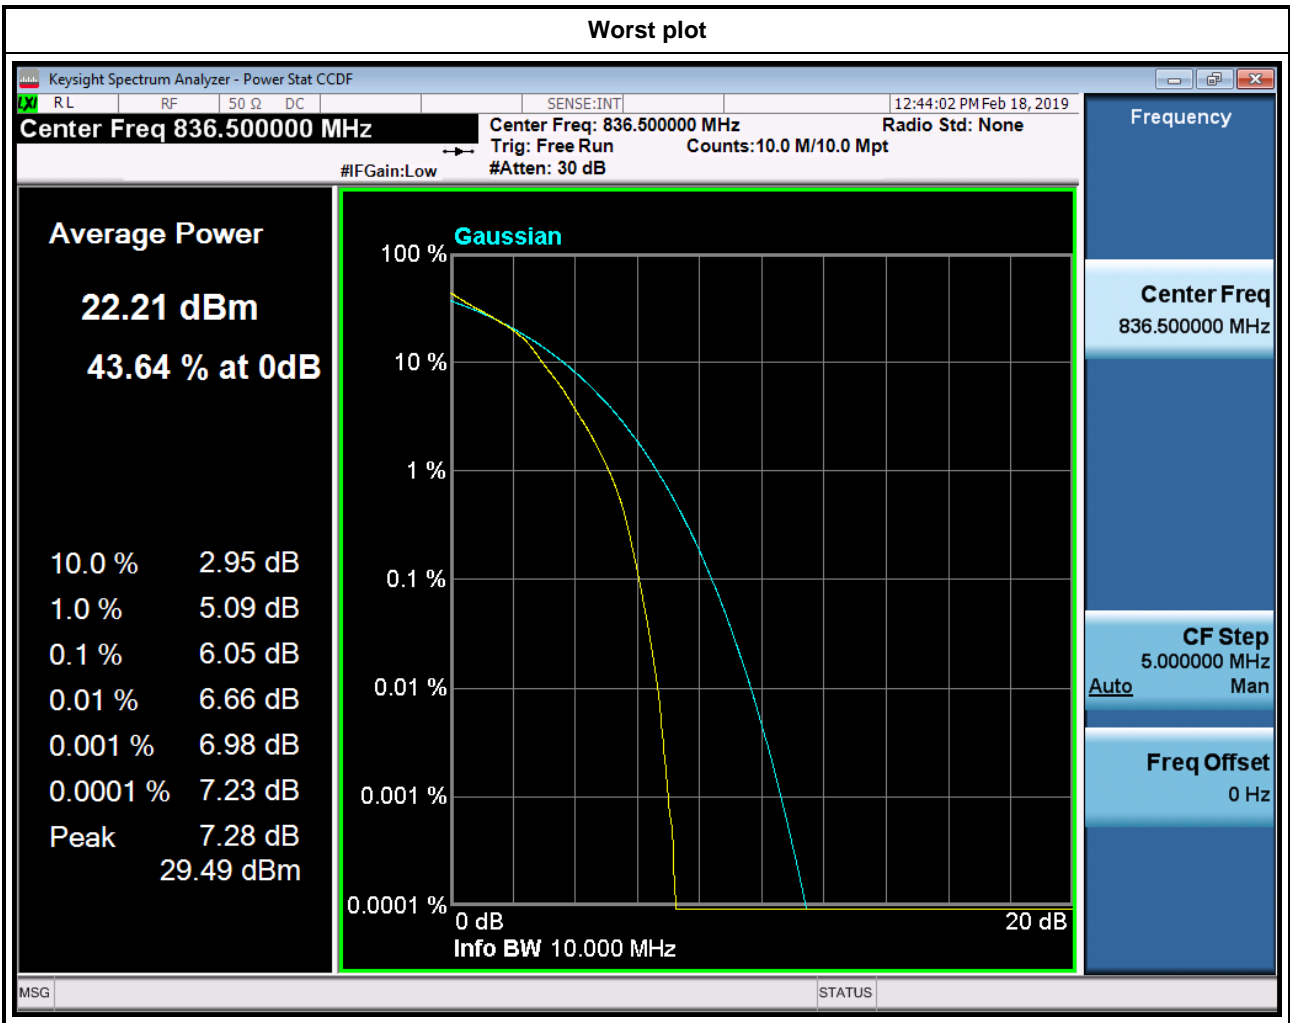 Worst plot
Keysight Spectrum Analyzer - Power Stat CCDF
LXI RL RF 50 Ω DC SENSE:INT 12:44:02 PM Feb 18, 2019
Center Freq 836.500000 MHz
Center Freq: 836.500000 MHz Radio Std: None
Trig: Free Run Counts:10.0 M/10.0 Mpt
#IFGain:Low #Atten: 30 dB
Frequency
Average Power
22.21 dBm
43.64 % at 0dB
10.0 % 2.95 dB
1.0 % 5.09 dB
0.1 % 6.05 dB
0.01 % 6.66 dB
0.001 % 6.98 dB
0.0001 % 7.23 dB
Peak 7.28 dB
29.49 dBm
Gaussian
100 %
10 %
1 %
0.1 %
0.01 %
0.001 %
0.0001 %
0 dB 20 dB
Info BW 10.000 MHz
Center Freq
836.500000 MHz
CF Step
5.000000 MHz
Auto Man
Freq Offset
0 Hz
MSG STATUS